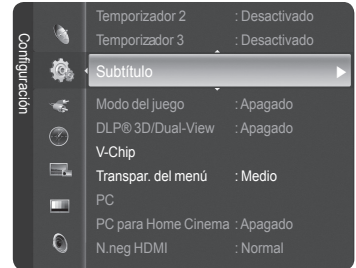 Configuración
Temporizador 2 : Desactivado
Temporizador 3 : Desactivado
Subtítulo
Modo del juego : Apagado
DLP® 3D/Dual-View : Apagado
V-Chip
Transpar. del menú : Medio
PC
PC para Home Cinema : Apagado
N.neg HDMI : Normal